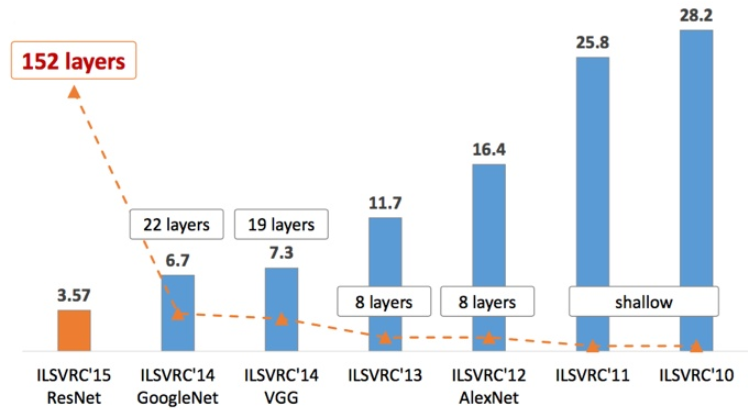 28.2
25.8
152 layers
16.4
11.7
22 layers
19 layers
7.3
6.7
3.57
8 layers
8 layers
shallow
ILSVRC'15
ResNet
ILSVRC'14
GoogleNet
ILSVRC'14
VGG
ILSVRC'13
ILSVRC'12
AlexNet
ILSVRC'11
ILSVRC'10